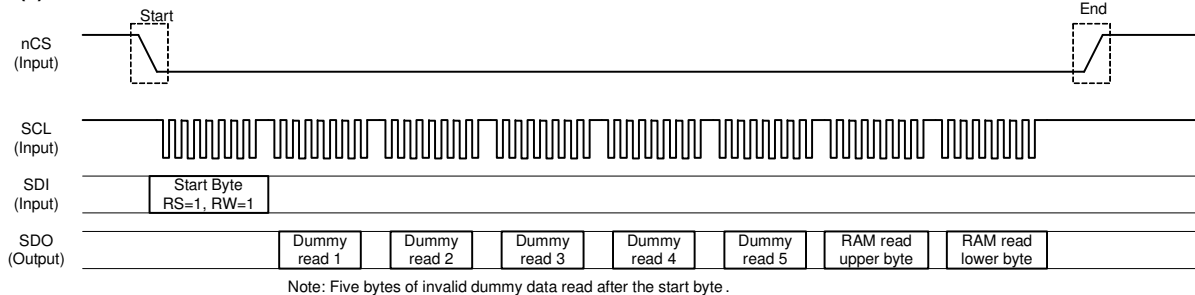 Start
End
nCS
(Input)
SCL
(Input)
SDI
(Input)
Start Byte
RS=1, RW=1
SDO
(Output)
Dummy
read 1
Dummy
read 2
Dummy
read 3
Dummy
read 4
Dummy
read 5
RAM read
upper byte
RAM read
lower byte
Note: Five bytes of invalid dummy data read after the start byte.